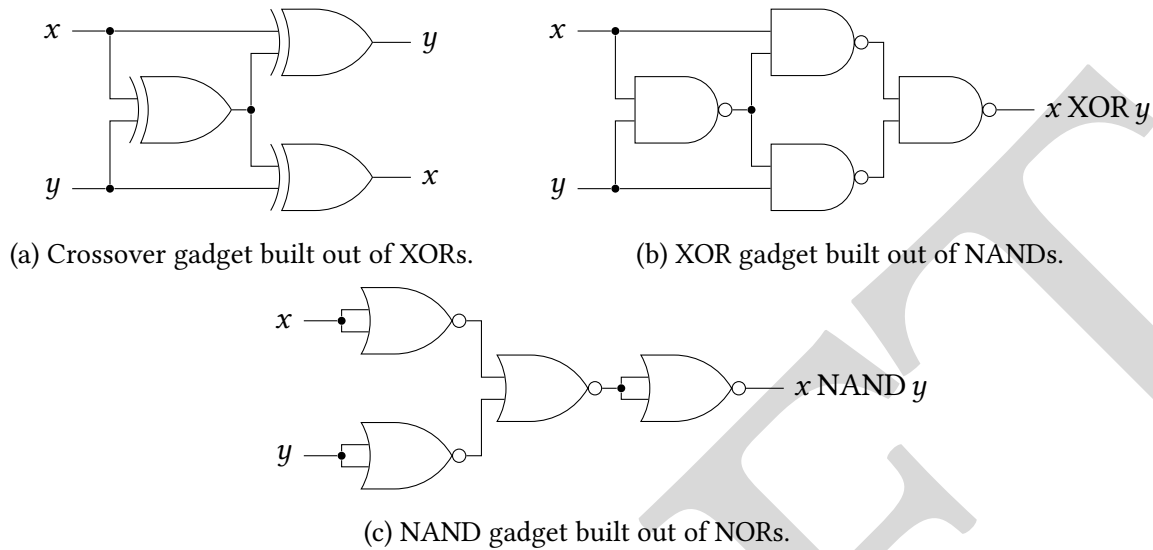 x
y
y
x
(a) Crossover gadget built out of XORs.
x
y
x XOR y
(b) XOR gadget built out of NANDs.
x
y
x NAND y
(c) NAND gadget built out of NORs.